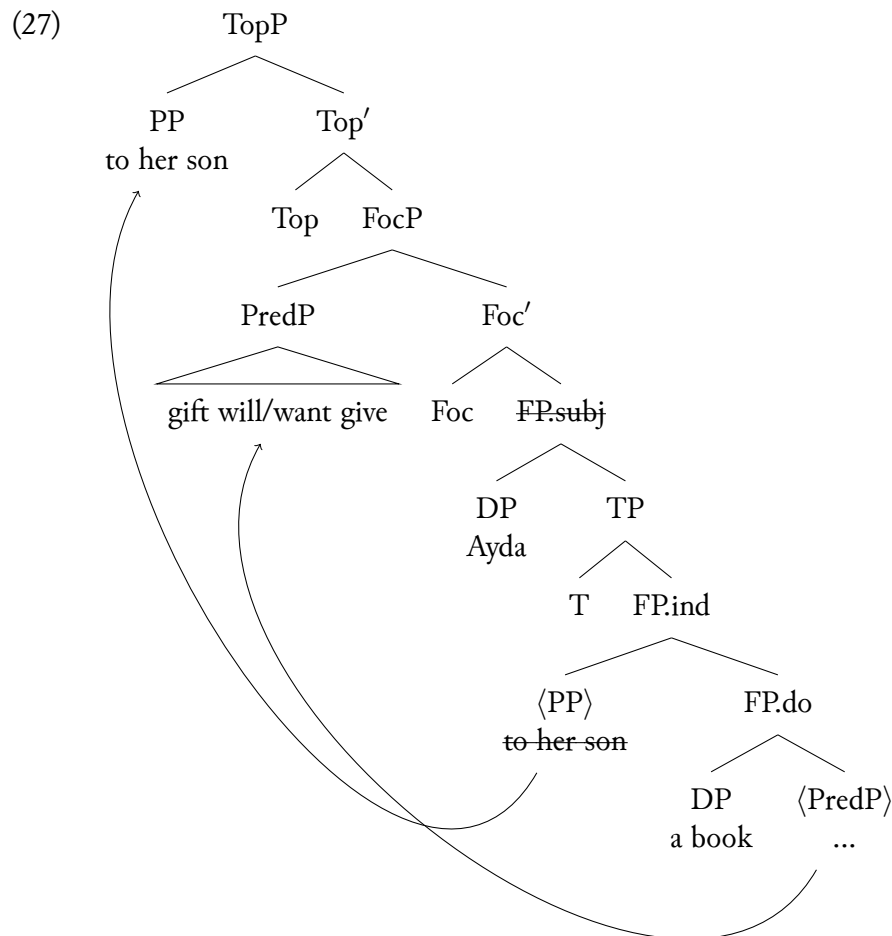 (27) TopP
PP Top′
to her son
Top FocP
PredP Foc′
gift will/want give Foc FP.subj
DP TP
Ayda
T FP.ind
⟨PP⟩ FP.do
to her son
DP ⟨PredP⟩
a book ...